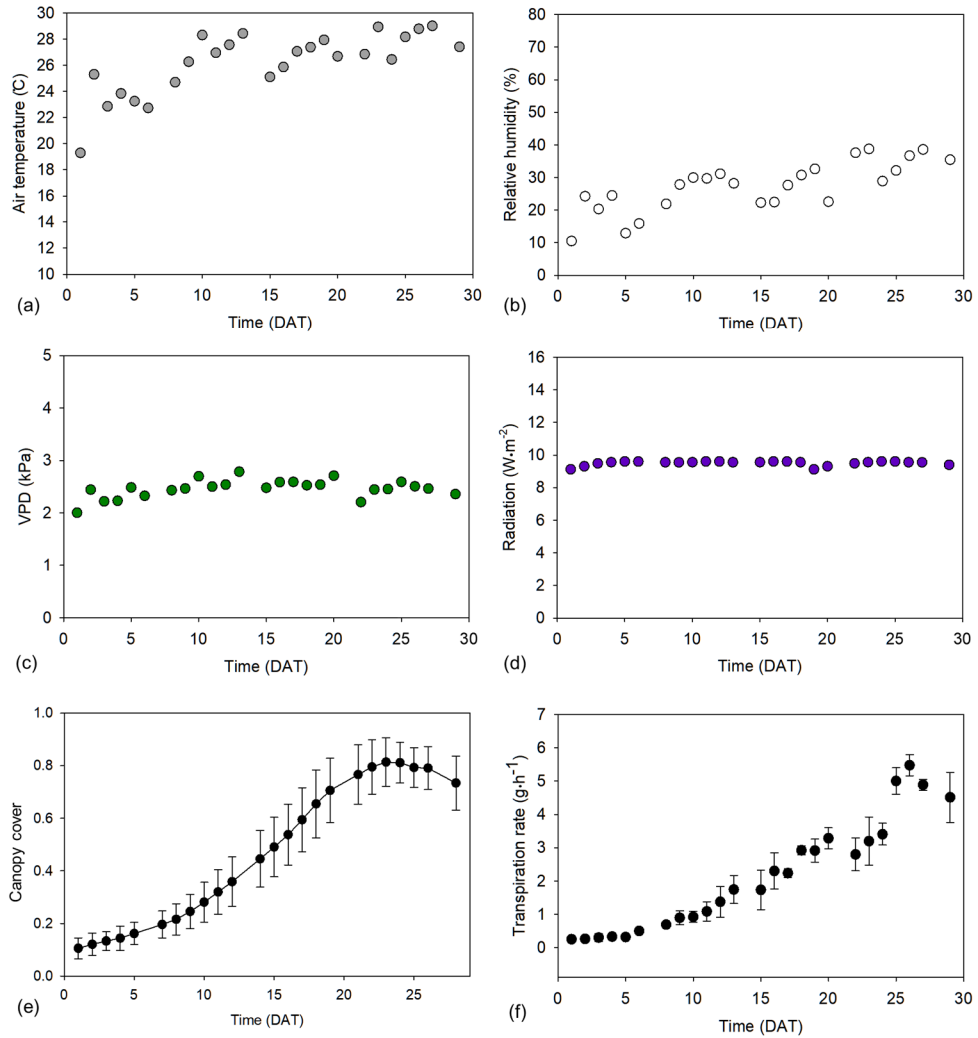 30
28
26
24
22
20
18
16
14
12
10
Air temperature (℃)
0 5 10 15 20 25 30
Time (DAT)
(a)
80
70
60
50
40
30
20
10
0
Relative humidity (%)
0 5 10 15 20 25 30
Time (DAT)
(b)
5
4
3
2
1
0
VPD (kPa)
0 5 10 15 20 25 30
Time (DAT)
(c)
16
14
12
10
8
6
4
2
0
Radiation (W·m⁻²)
0 5 10 15 20 25 30
Time (DAT)
(d)
1.0
0.8
0.6
0.4
0.2
0.0
Canopy cover
0 5 10 15 20 25
Time (DAT)
(e)
7
6
5
4
3
2
1
0
Transpiration rate (g·h⁻¹)
0 5 10 15 20 25 30
Time (DAT)
(f)